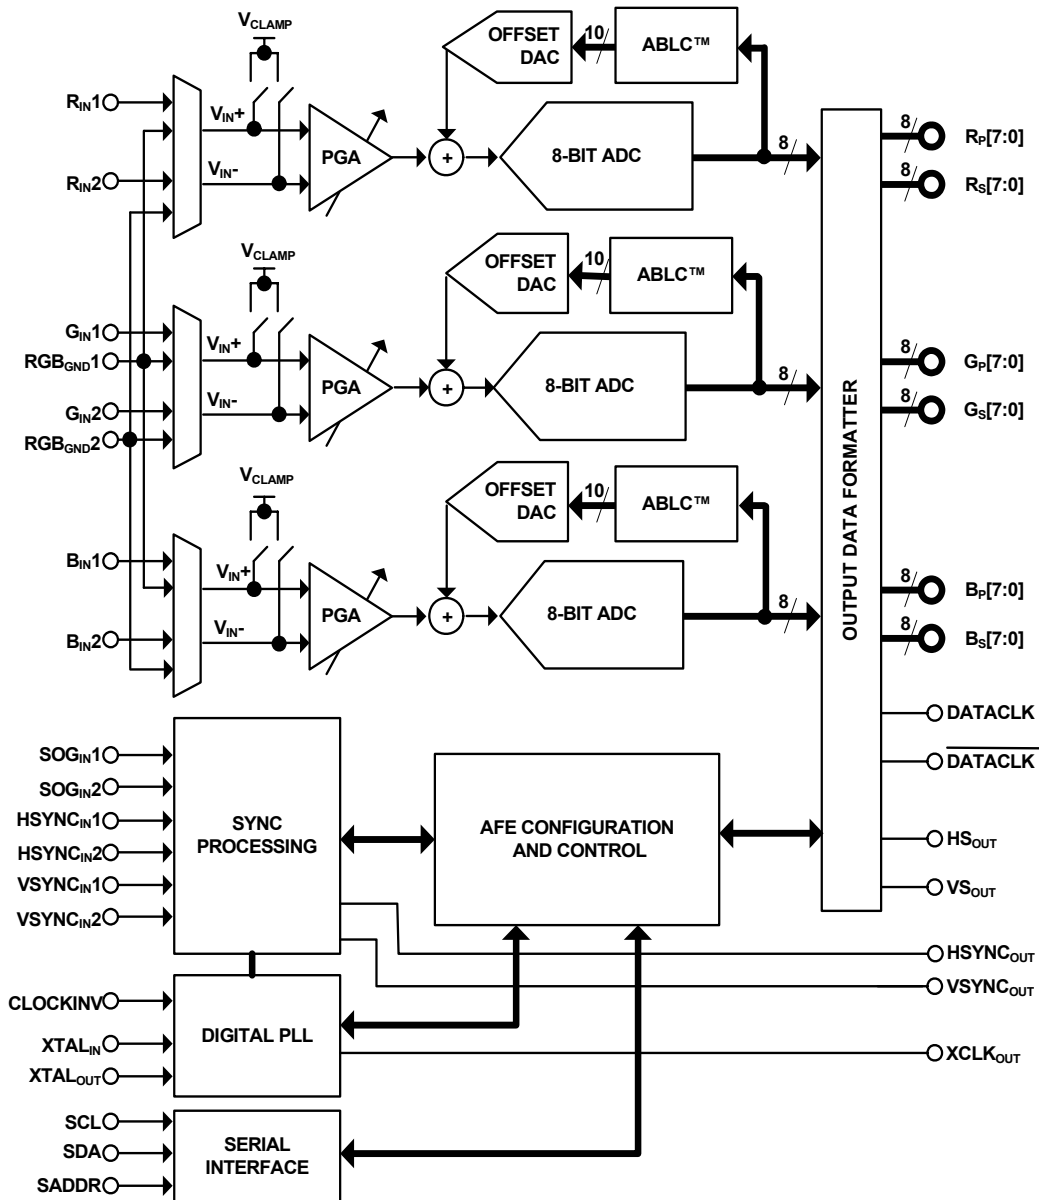 VCLAMP
OFFSET
DAC
10
ABLC™
RIN1
VIN+
PGA
+
8-BIT ADC
8
8
RP[7:0]
RIN2
VIN-
8
RS[7:0]
VCLAMP
OFFSET
DAC
10
ABLC™
GIN1
VIN+
RGBGND1
PGA
+
8-BIT ADC
8
8
GP[7:0]
GIN2
VIN-
RGBGND2
8
GS[7:0]
VCLAMP
OFFSET
DAC
10
ABLC™
BIN1
VIN+
PGA
+
8-BIT ADC
8
8
BP[7:0]
BIN2
VIN-
8
BS[7:0]
OUTPUT DATA FORMATTER
DATACLK
DATACLK
HSOUT
VSOUT
SOGIN1
SOGIN2
HSYNCIN1
HSYNCIN2
VSYNCIN1
VSYNCIN2
SYNC
PROCESSING
AFE CONFIGURATION
AND CONTROL
HSYNCOUT
VSYNCOUT
CLOCKINV
XTALIN
XTALOUT
DIGITAL PLL
XCLKOUT
SCL
SDA
SADDR
SERIAL
INTERFACE